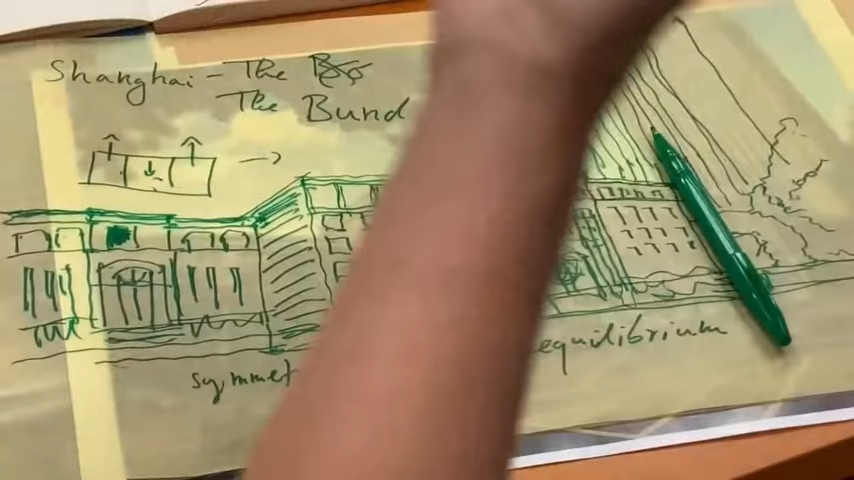 Shanghai - The
The Bund
symmet
equilibrium